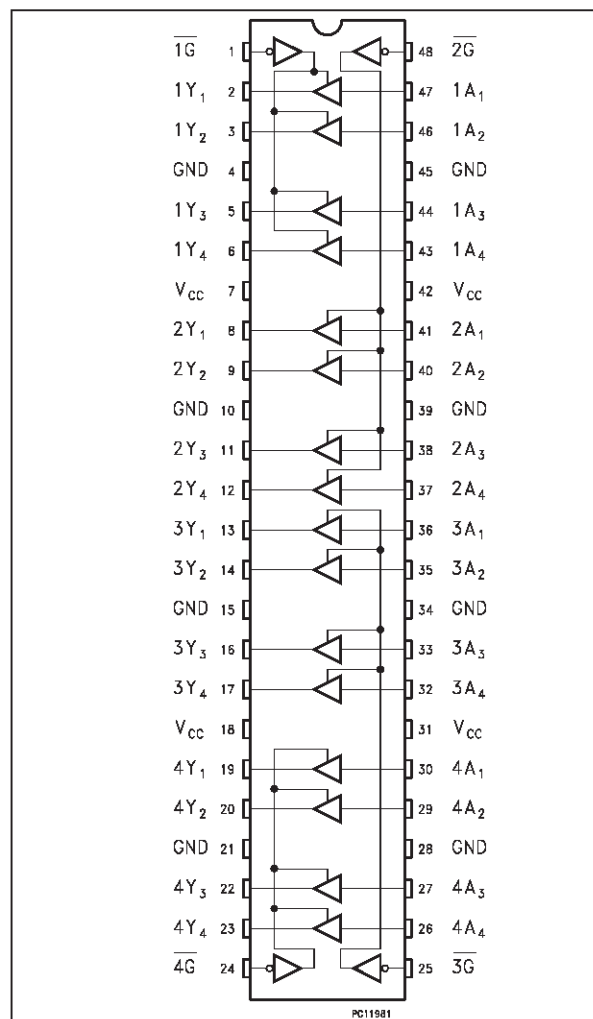 1G 1 48 2G
1Y1 2 47 1A1
1Y2 3 46 1A2
GND 4 45 GND
1Y3 5 44 1A3
1Y4 6 43 1A4
VCC 7 42 VCC
2Y1 8 41 2A1
2Y2 9 40 2A2
GND 10 39 GND
2Y3 11 38 2A3
2Y4 12 37 2A4
3Y1 13 36 3A1
3Y2 14 35 3A2
GND 15 34 GND
3Y3 16 33 3A3
3Y4 17 32 3A4
VCC 18 31 VCC
4Y1 19 30 4A1
4Y2 20 29 4A2
GND 21 28 GND
4Y3 22 27 4A3
4Y4 23 26 4A4
4G 24 25 3G
PC11981